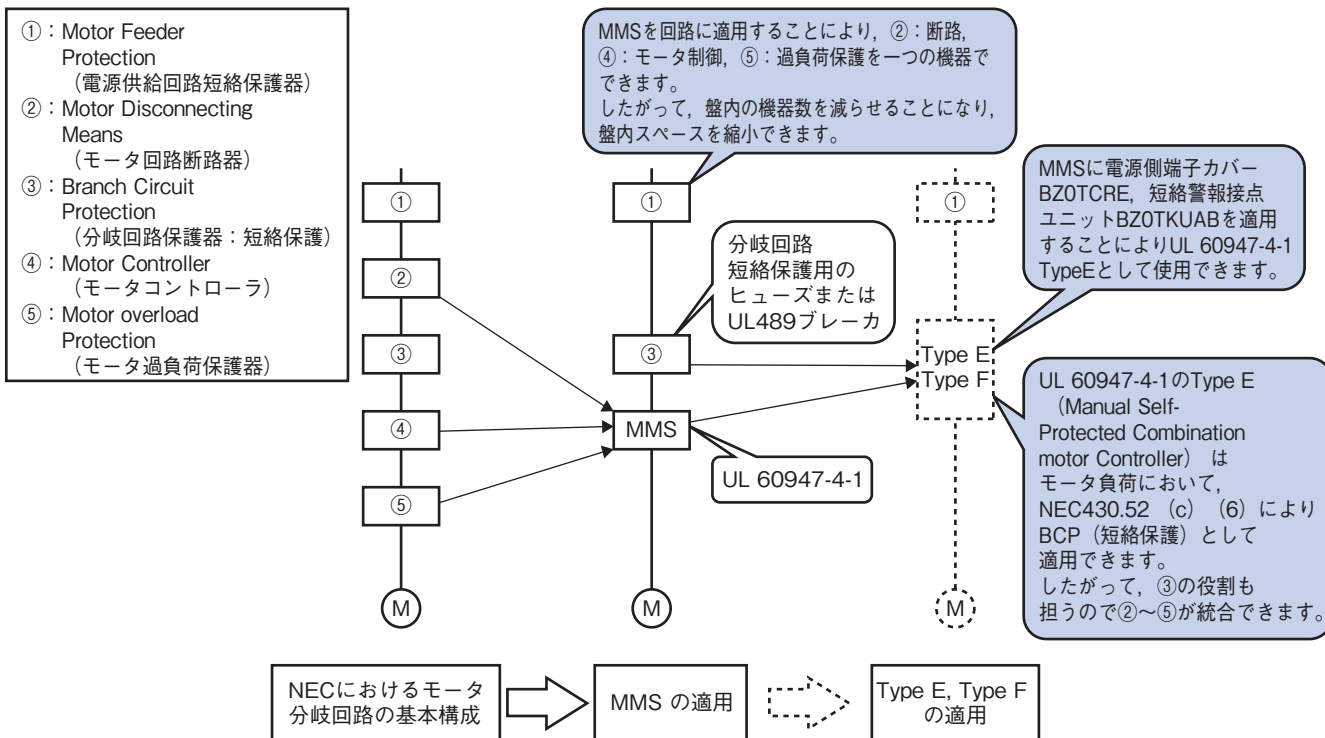 ①：Motor Feeder
Protection
（電源供給回路短絡保護器）
②：Motor Disconnecting
Means
（モータ回路断路器）
③：Branch Circuit
Protection
（分岐回路保護器：短絡保護）
④：Motor Controller
（モータコントローラ）
⑤：Motor overload
Protection
（モータ過負荷保護器）
MMSを回路に適用することにより，②：断路，
④：モータ制御，⑤：過負荷保護を一つの機器で
できます。
したがって，盤内の機器数を減らせることになり，
盤内スペースを縮小できます。
①
②
③
④
⑤
M
①
分岐回路
短絡保護用の
ヒューズまたは
UL489ブレーカ
③
MMS
UL 60947-4-1
M
①
MMSに電源側端子カバー
BZ0TCRE，短絡警報接点
ユニットBZ0TKUABを適用
することによりUL 60947-4-1
TypeEとして使用できます。
Type E
Type F
UL 60947-4-1のType E
（Manual Self-
Protected Combination
motor Controller） は
モータ負荷において，
NEC430.52 （c）（6）により
BCP（短絡保護）として
適用できます。
したがって，③の役割も
担うので②～⑤が統合できます。
M
NECにおけるモータ
分岐回路の基本構成
MMS の適用
Type E, Type F
の適用